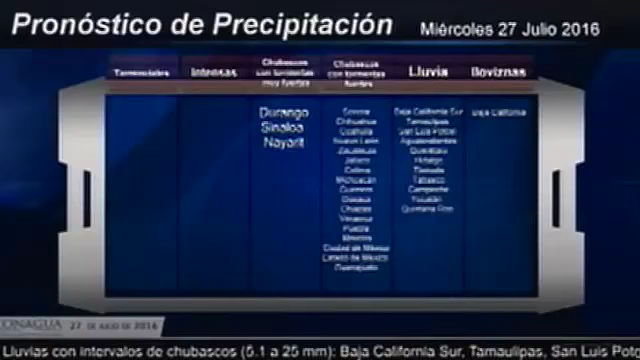 Pronóstico de Precipitación
Miércoles 27 Julio 2016
Torrenciales
Intensas
Chubascos
con tormentas
muy fuertes
Chubascos
con tormentas
fuertes
Lluvia
lloviznas
Durango
Sinaloa
Nayarit
Sonora
Chihuahua
Coahuila
Nuevo León
Zacatecas
Jalisco
Colima
Michoacán
Guerrero
Oaxaca
Chiapas
Veracruz
Puebla
Morelos
Ciudad de México
Estado de México
Guanajuato
Baja California Sur
Tamaulipas
San Luis Potosí
Aguascalientes
Querétaro
Hidalgo
Tlaxcala
Tabasco
Campeche
Yucatán
Quintana Roo
Baja California
CONAGUA 27 DE JULIO DE 2016
Lluvias con intervalos de chubascos (5.1 a 25 mm): Baja California Sur, Tamaulipas, San Luis Poto